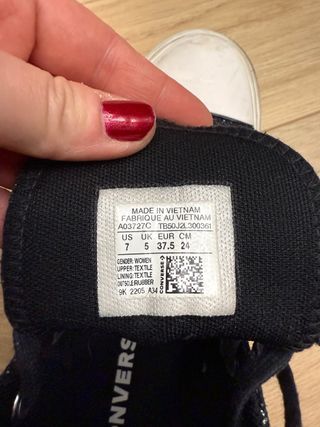 MADE IN VIETNAM
FABRIQUE AU VIETNAM
A03727C TB50J2L300361
US UK EUR CM
7 5 37.5 24
GENDER: WOMEN
UPPER: TEXTILE
LINING: TEXTILE
OUTSOLE: RUBBER
9K 2205 A34
CONVERSE
CONVERS